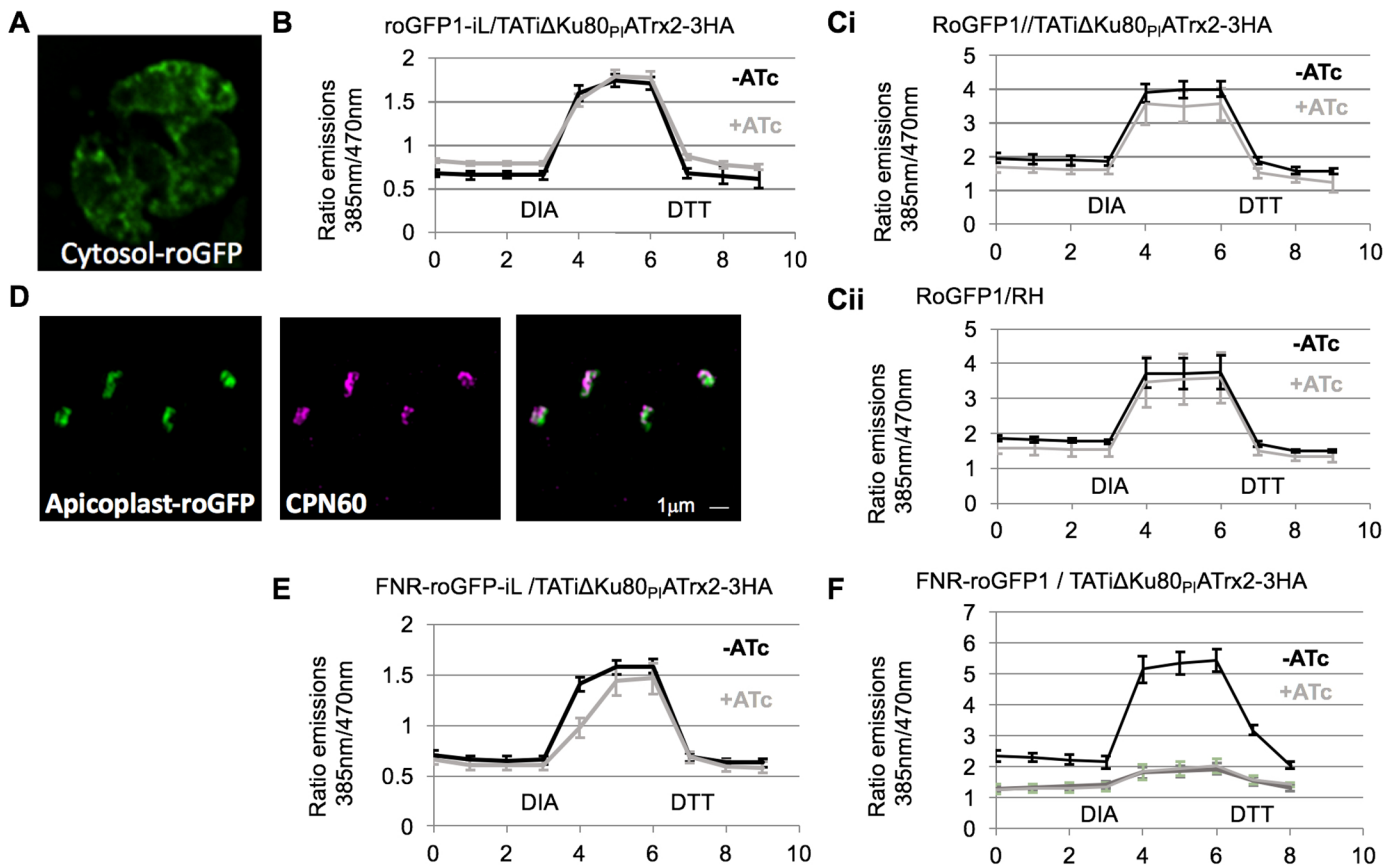 A
Cytosol-roGFP
B
roGFP1-iL/TATiΔKu80PIATrx2-3HA
Ratio emissions
385nm/470nm
2
1.5
1
0.5
0
-ATc
+ATc
DIA
DTT
0 2 4 6 8 10
Ci
RoGFP1//TATiΔKu80PIATrx2-3HA
Ratio emissions
385nm/470nm
5
4
3
2
1
0
-ATc
+ATc
DIA
DTT
0 2 4 6 8 10
D
Apicoplast-roGFP
CPN60
1μm
Cii
RoGFP1/RH
Ratio emissions
385nm/470nm
5
4
3
2
1
0
-ATc
+ATc
DIA
DTT
0 2 4 6 8 10
E
FNR-roGFP-iL /TATiΔKu80PIATrx2-3HA
Ratio emissions
385nm/470nm
2
1.5
1
0.5
0
-ATc
+ATc
DIA
DTT
0 2 4 6 8 10
F
FNR-roGFP1 / TATiΔKu80PIATrx2-3HA
Ratio emissions
385nm/470nm
7
6
5
4
3
2
1
0
-ATc
+ATc
DIA
DTT
0 2 4 6 8 10